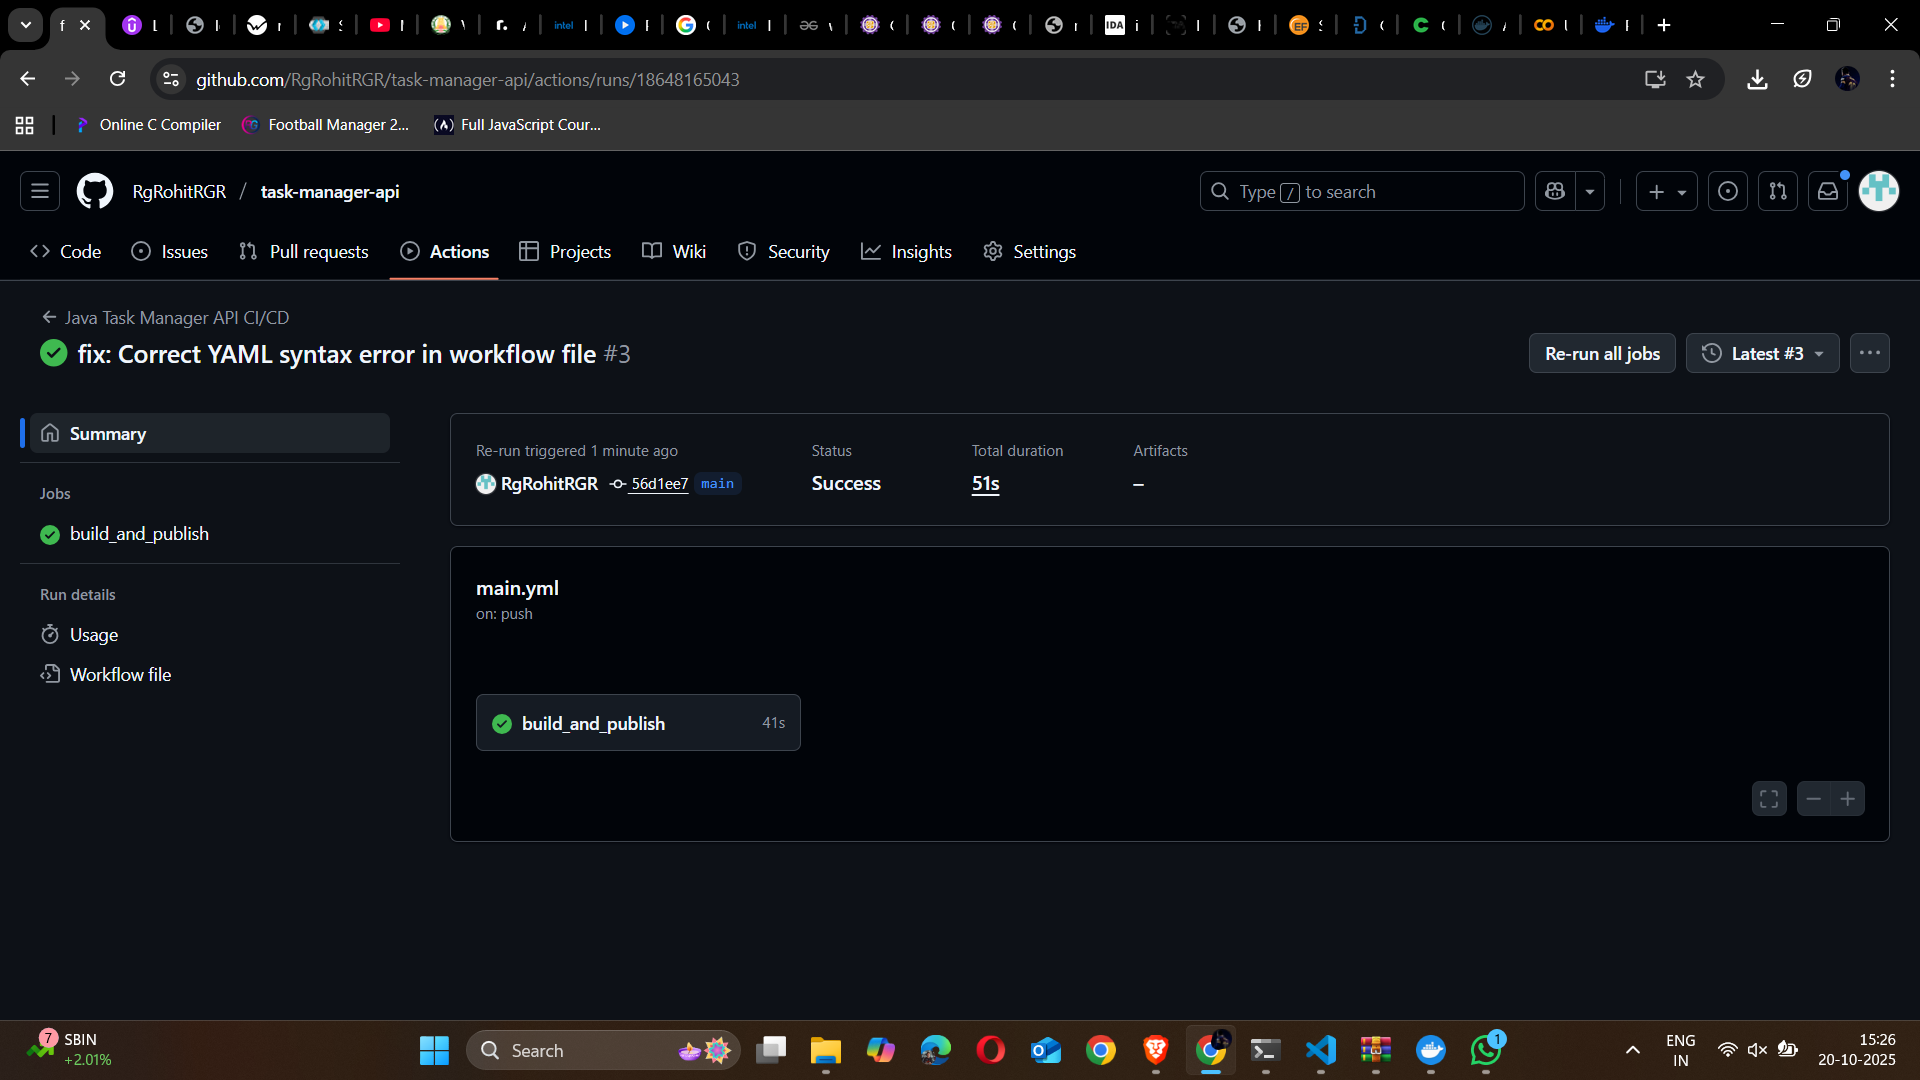 github.com/RgRohitRGR/task-manager-api/actions/runs/18648165043
Online C Compiler
Football Manager 2...
Full JavaScript Cour...
RgRohitRGR / task-manager-api
Type / to search
Code
Issues
Pull requests
Actions
Projects
Wiki
Security
Insights
Settings
Java Task Manager API CI/CD
fix: Correct YAML syntax error in workflow file #3
Re-run all jobs
Latest #3
Summary
Jobs
build_and_publish
Run details
Usage
Workflow file
Re-run triggered 1 minute ago
RgRohitRGR 56d1ee7 main
Status
Success
Total duration
51s
Artifacts
–
main.yml
on: push
build_and_publish 41s
7
SBIN
+2.01%
Search
1
ENG
IN
15:26
20-10-2025